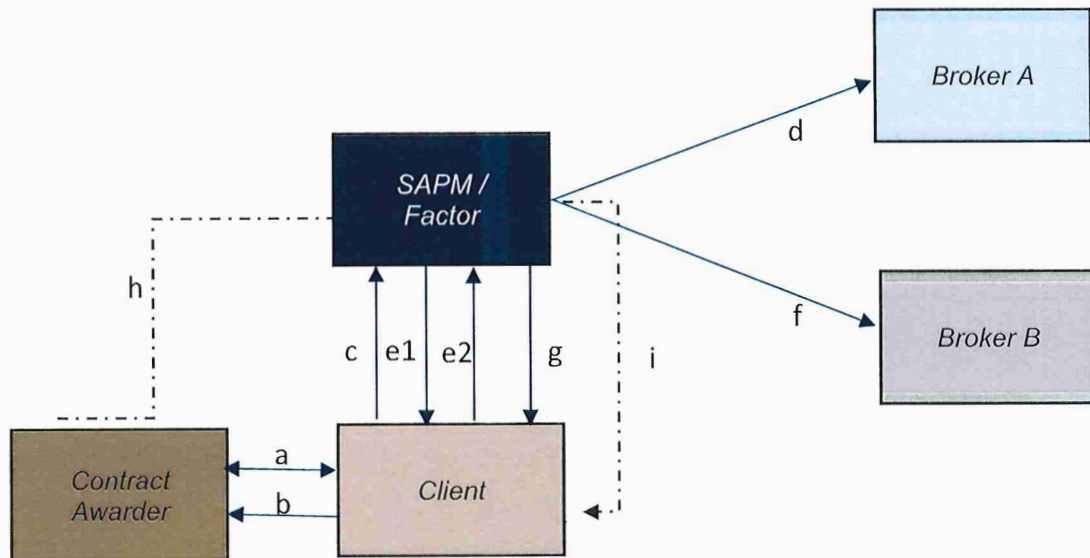 Broker A
d
SAPM /
Factor
h
f
c
e1
e2
g
i
Broker B
Contract
Awarder
a
b
Client